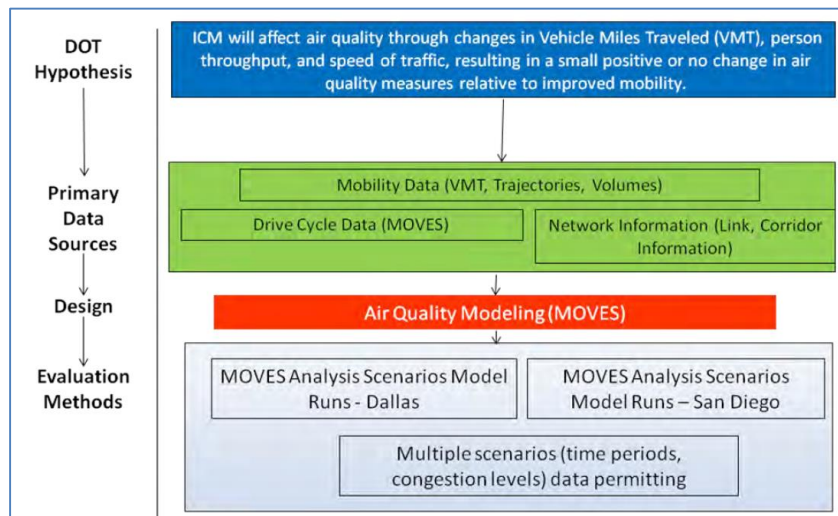 DOT
Hypothesis
ICM will affect air quality through changes in Vehicle Miles Traveled (VMT), person
throughput, and speed of traffic, resulting in a small positive or no change in air
quality measures relative to improved mobility.
Primary
Data
Sources
Mobility Data (VMT, Trajectories, Volumes)
Drive Cycle Data (MOVES)
Network Information (Link, Corridor
Information)
Design
Air Quality Modeling (MOVES)
Evaluation
Methods
MOVES Analysis Scenarios Model
Runs - Dallas
MOVES Analysis Scenarios
Model Runs – San Diego
Multiple scenarios (time periods,
congestion levels) data permitting